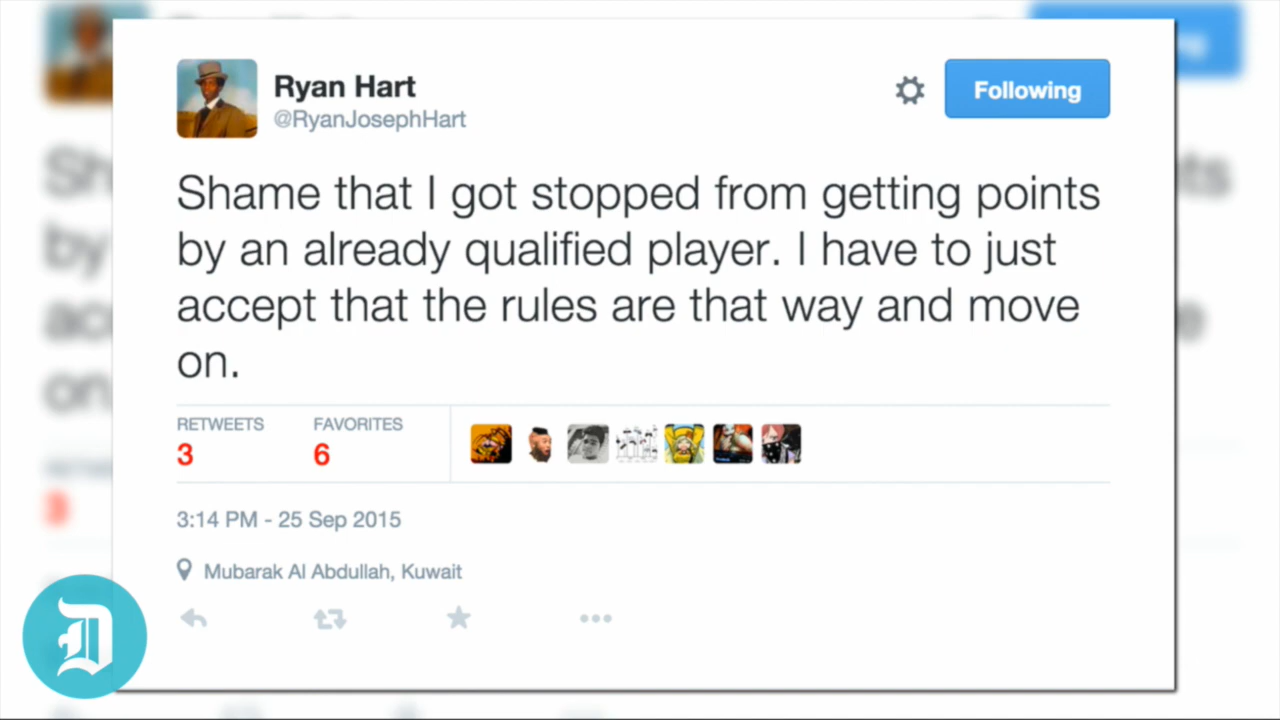 Ryan Hart
@RyanJosephHart
Following
Shame that I got stopped from getting points
by an already qualified player. I have to just
accept that the rules are that way and move
on.
RETWEETS
3
FAVORITES
6
3:14 PM - 25 Sep 2015
Mubarak Al Abdullah, Kuwait
D